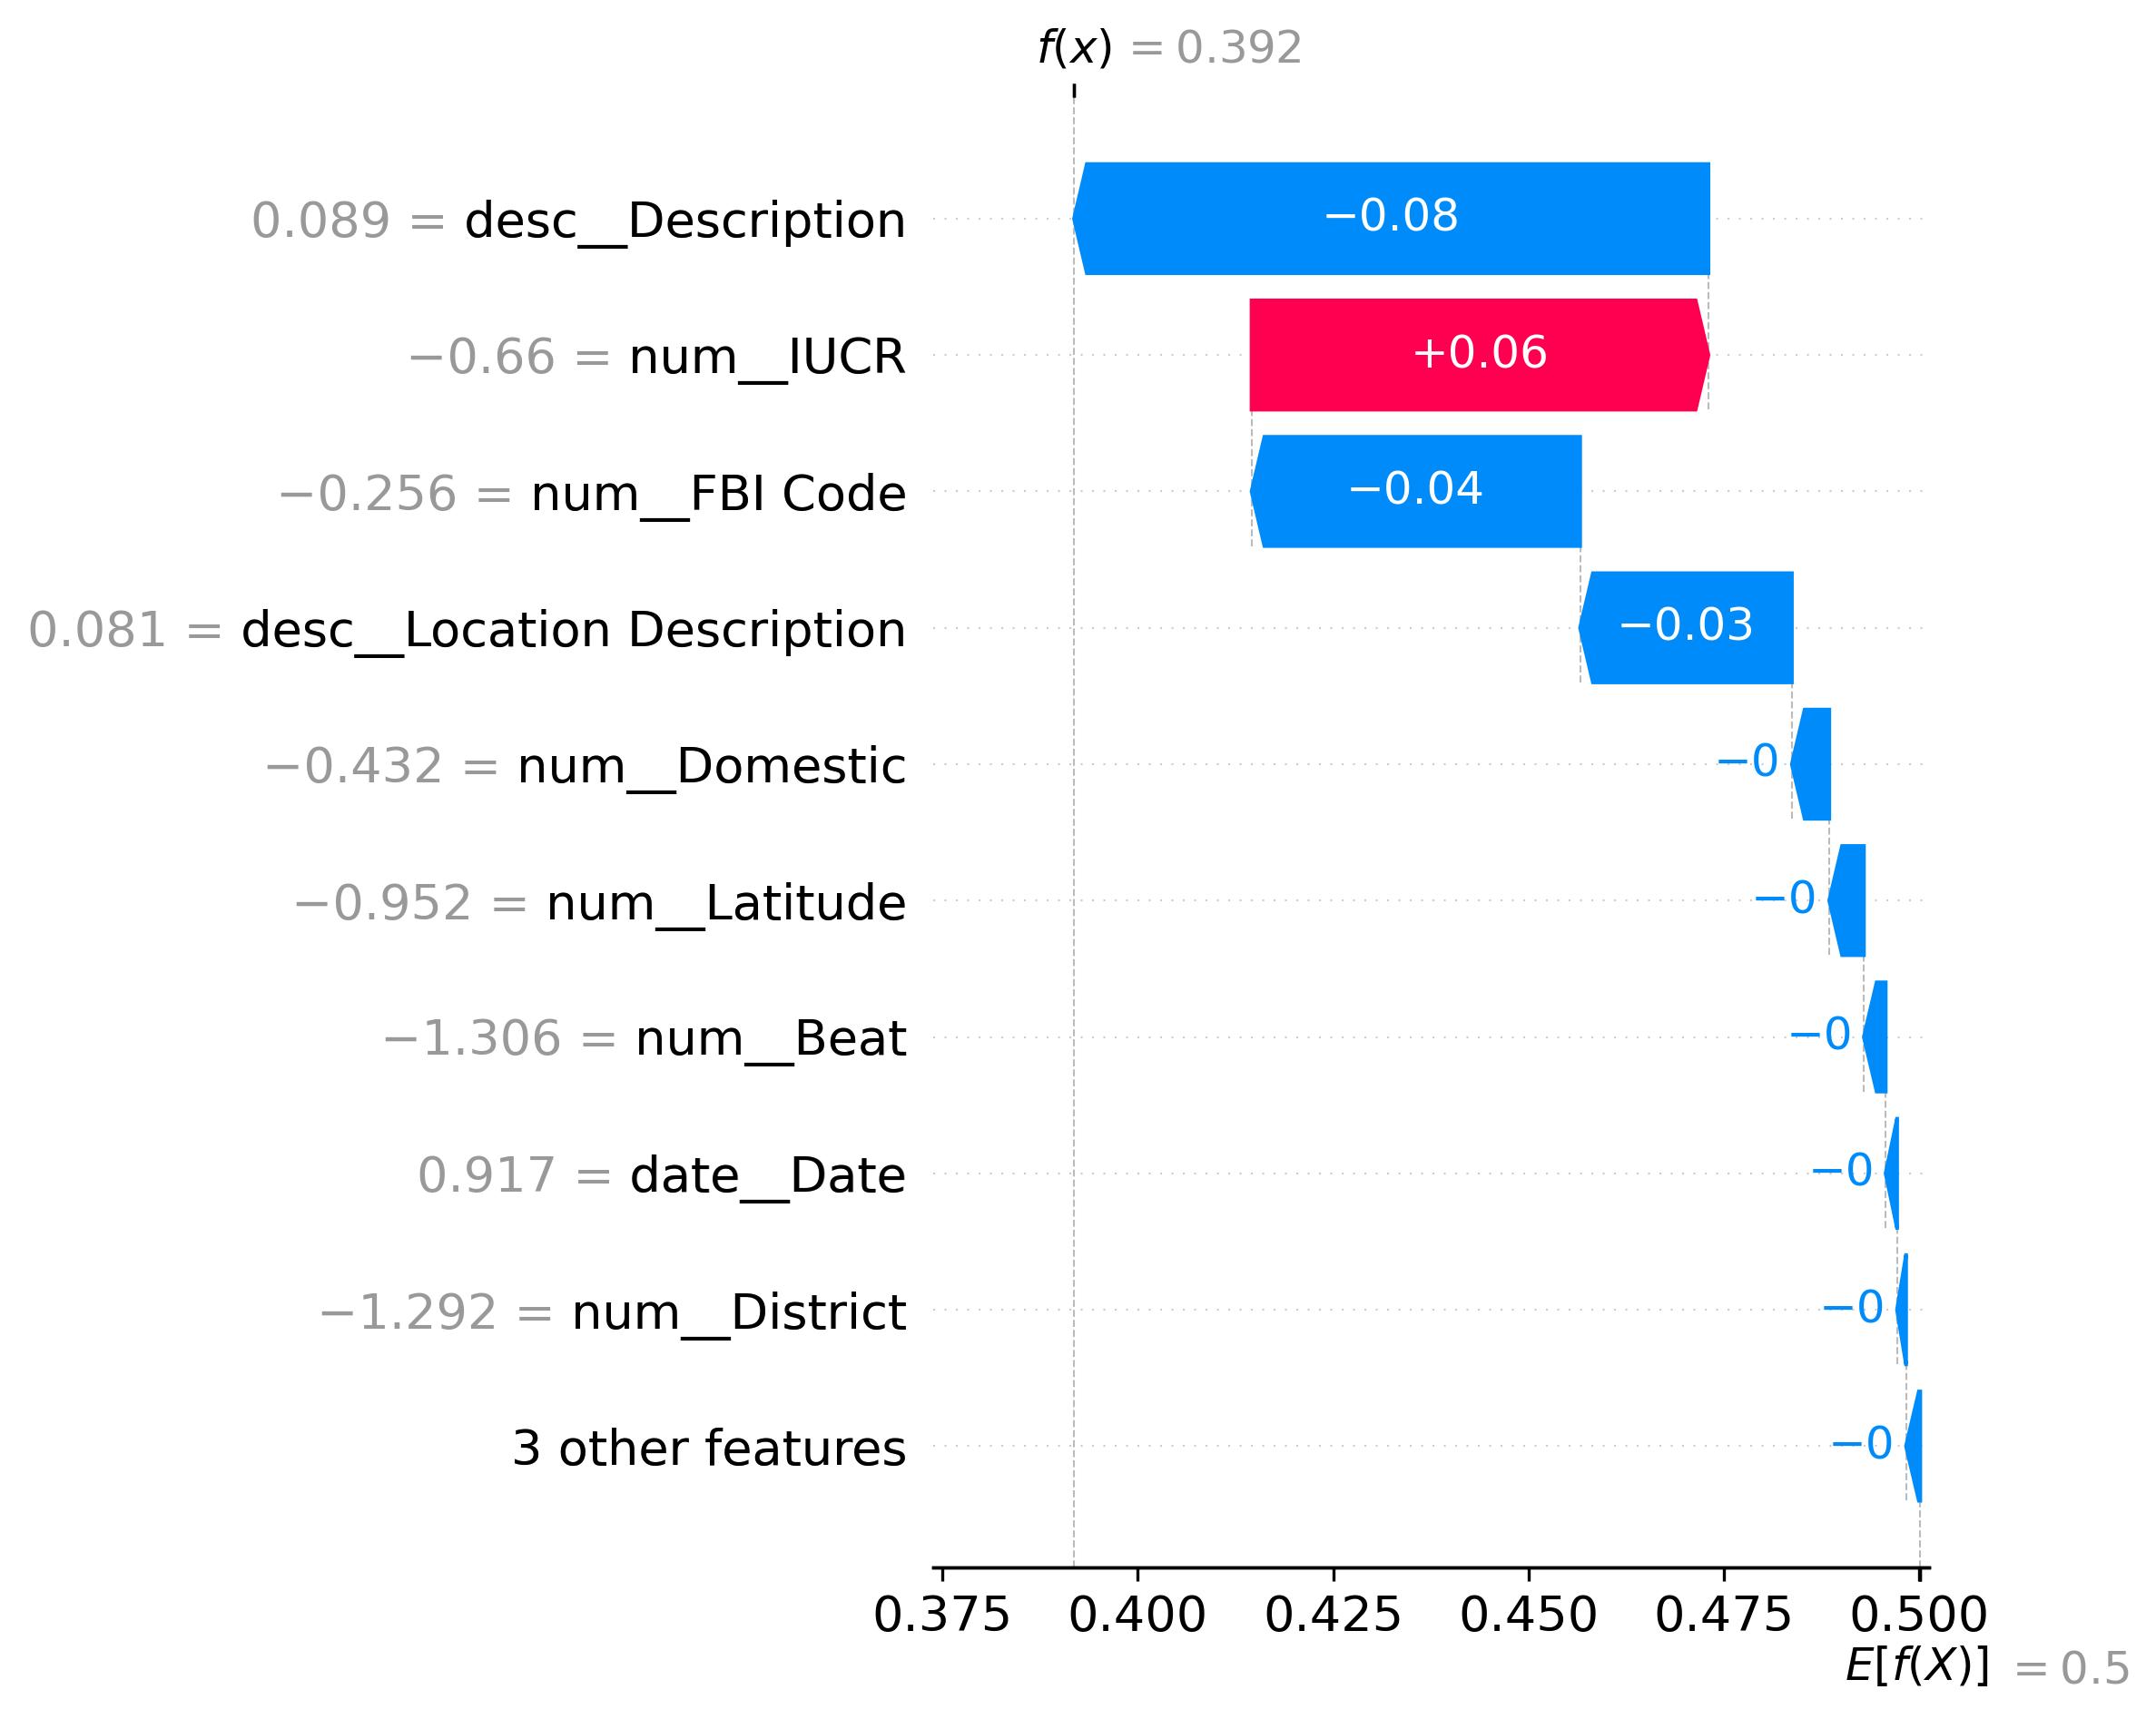 f(x) = 0.392
0.089 = desc__Description
−0.08
−0.66 = num__IUCR
+0.06
−0.256 = num__FBI Code
−0.04
0.081 = desc__Location Description
−0.03
−0.432 = num__Domestic
−0
−0.952 = num__Latitude
−0
−1.306 = num__Beat
−0
0.917 = date__Date
−0
−1.292 = num__District
−0
3 other features
−0
0.375 0.400 0.425 0.450 0.475 0.500
E[f(X)] = 0.5